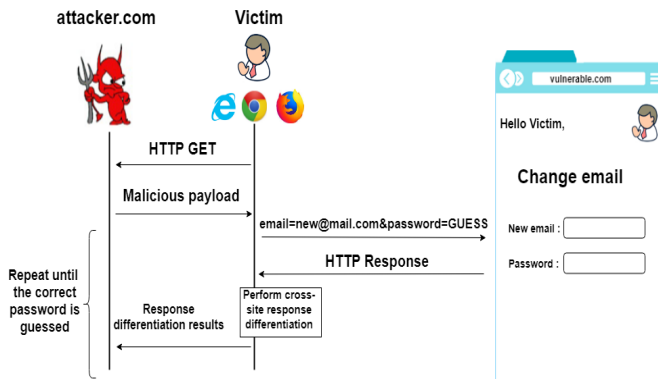 attacker.com
Victim
HTTP GET
Malicious payload
email=new@mail.com&password=GUESS
HTTP Response
Repeat until
the correct
password is
guessed
Response
differentiation results
Perform cross-
site response
differentiation
vulnerable.com
Hello Victim,
Change email
New email :
Password :